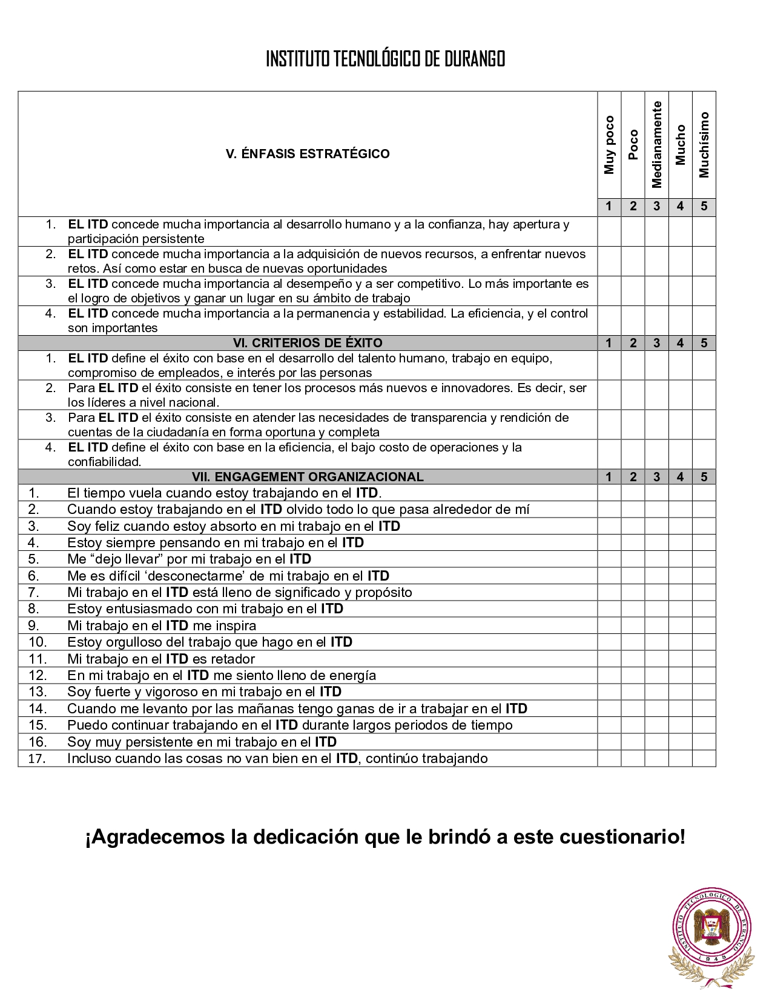 INSTITUTO TECNOLÓGICO DE DURANGO
V. ÉNFASIS ESTRATÉGICO
Muy poco
Poco
Medianamente
Mucho
Muchísimo
1 2 3 4 5
1. EL ITD concede mucha importancia al desarrollo humano y a la confianza, hay apertura y
participación persistente
2. EL ITD concede mucha importancia a la adquisición de nuevos recursos, a enfrentar nuevos
retos. Así como estar en busca de nuevas oportunidades
3. EL ITD concede mucha importancia al desempeño y a ser competitivo. Lo más importante es
el logro de objetivos y ganar un lugar en su ámbito de trabajo
4. EL ITD concede mucha importancia a la permanencia y estabilidad. La eficiencia, y el control
son importantes
VI. CRITERIOS DE ÉXITO 1 2 3 4 5
1. EL ITD define el éxito con base en el desarrollo del talento humano, trabajo en equipo,
compromiso de empleados, e interés por las personas
2. Para EL ITD el éxito consiste en tener los procesos más nuevos e innovadores. Es decir, ser
los líderes a nivel nacional.
3. Para EL ITD el éxito consiste en atender las necesidades de transparencia y rendición de
cuentas de la ciudadanía en forma oportuna y completa
4. EL ITD define el éxito con base en la eficiencia, el bajo costo de operaciones y la
confiabilidad.
VII. ENGAGEMENT ORGANIZACIONAL 1 2 3 4 5
1. El tiempo vuela cuando estoy trabajando en el ITD.
2. Cuando estoy trabajando en el ITD olvido todo lo que pasa alrededor de mí
3. Soy feliz cuando estoy absorto en mi trabajo en el ITD
4. Estoy siempre pensando en mi trabajo en el ITD
5. Me “dejo llevar” por mi trabajo en el ITD
6. Me es difícil ‘desconectarme’ de mi trabajo en el ITD
7. Mi trabajo en el ITD está lleno de significado y propósito
8. Estoy entusiasmado con mi trabajo en el ITD
9. Mi trabajo en el ITD me inspira
10. Estoy orgulloso del trabajo que hago en el ITD
11. Mi trabajo en el ITD es retador
12. En mi trabajo en el ITD me siento lleno de energía
13. Soy fuerte y vigoroso en mi trabajo en el ITD
14. Cuando me levanto por las mañanas tengo ganas de ir a trabajar en el ITD
15. Puedo continuar trabajando en el ITD durante largos periodos de tiempo
16. Soy muy persistente en mi trabajo en el ITD
17. Incluso cuando las cosas no van bien en el ITD, continúo trabajando
¡Agradecemos la dedicación que le brindó a este cuestionario!
INSTITUTO TECNOLOGICO DE DURANGO
1948